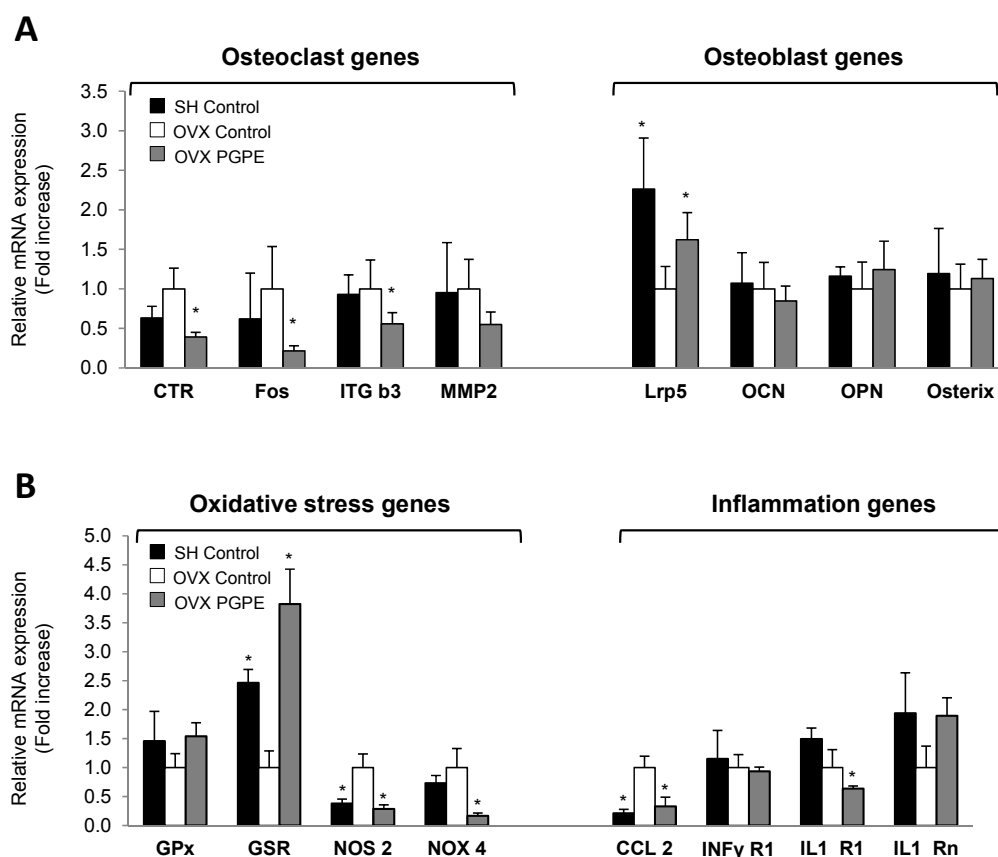 A
Osteoclast genes
Osteoblast genes
Relative mRNA expression
(Fold increase)
3.5
3.0
2.5
2.0
1.5
1.0
0.5
0.0
SH Control
OVX Control
OVX PGPE
*
*
*
*
*
CTR
Fos
ITG b3
MMP2
Lrp5
OCN
OPN
Osterix
B
Oxidative stress genes
Inflammation genes
Relative mRNA expression
(Fold increase)
5.0
4.5
4.0
3.5
3.0
2.5
2.0
1.5
1.0
0.5
0.0
SH Control
OVX Control
OVX PGPE
*
*
*
*
*
*
*
*
GPx
GSR
NOS 2
NOX 4
CCL 2
INFγ R1
IL1 R1
IL1 Rn